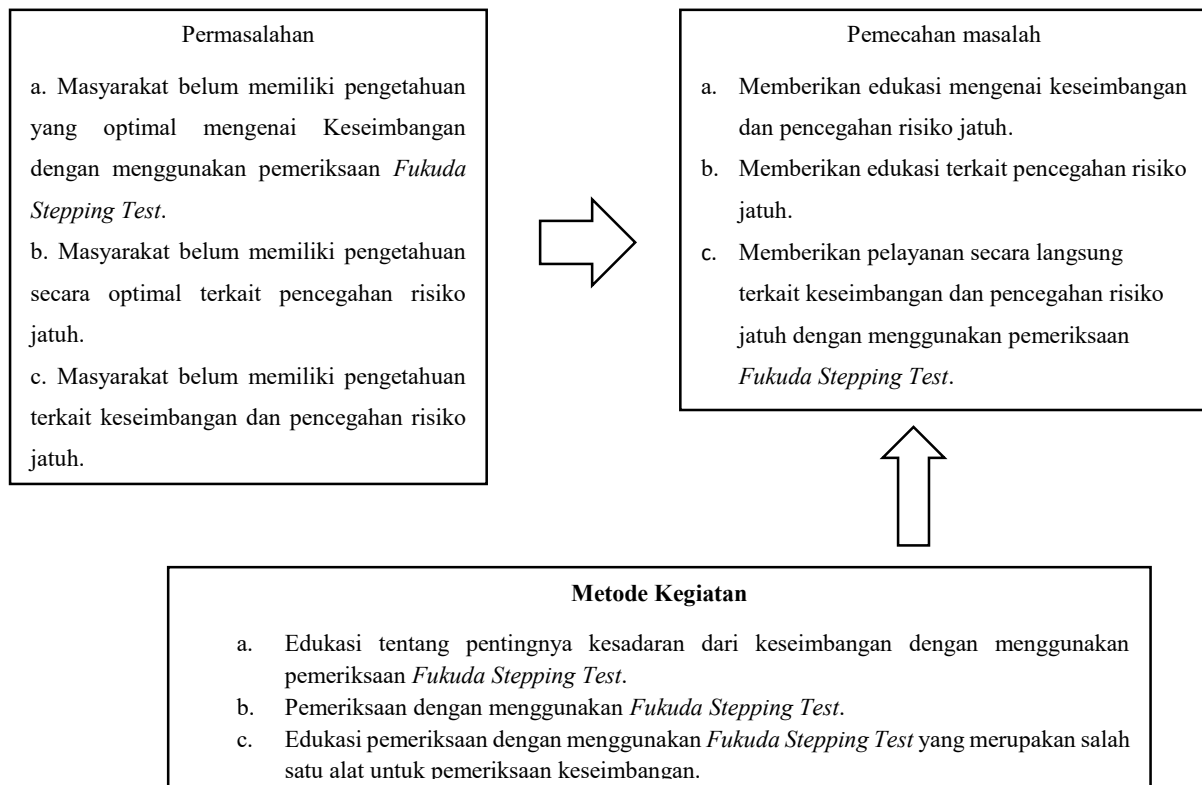 Permasalahan
a. Masyarakat belum memiliki pengetahuan
yang optimal mengenai Keseimbangan
dengan menggunakan pemeriksaan Fukuda
Stepping Test.
b. Masyarakat belum memiliki pengetahuan
secara optimal terkait pencegahan risiko
jatuh.
c. Masyarakat belum memiliki pengetahuan
terkait keseimbangan dan pencegahan risiko
jatuh.
Pemecahan masalah
a. Memberikan edukasi mengenai keseimbangan
dan pencegahan risiko jatuh.
b. Memberikan edukasi terkait pencegahan risiko
jatuh.
c. Memberikan pelayanan secara langsung
terkait keseimbangan dan pencegahan risiko
jatuh dengan menggunakan pemeriksaan
Fukuda Stepping Test.
Metode Kegiatan
a. Edukasi tentang pentingnya kesadaran dari keseimbangan dengan menggunakan
pemeriksaan Fukuda Stepping Test.
b. Pemeriksaan dengan menggunakan Fukuda Stepping Test.
c. Edukasi pemeriksaan dengan menggunakan Fukuda Stepping Test yang merupakan salah
satu alat untuk pemeriksaan keseimbangan.